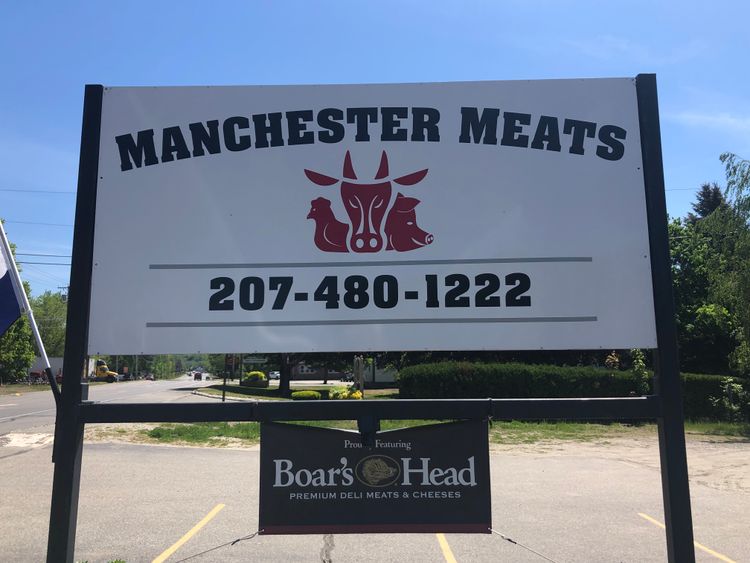 MANCHESTER MEATS
207-480-1222
Proudly Featuring
Boar's Head
PREMIUM DELI MEATS & CHEESES